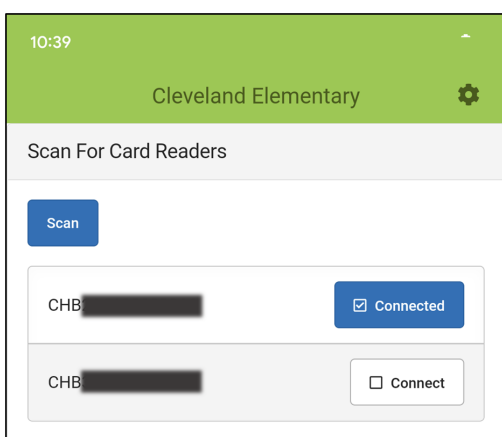 10:39
Cleveland Elementary
Scan For Card Readers
Scan
CHB
Connected
CHB
Connect